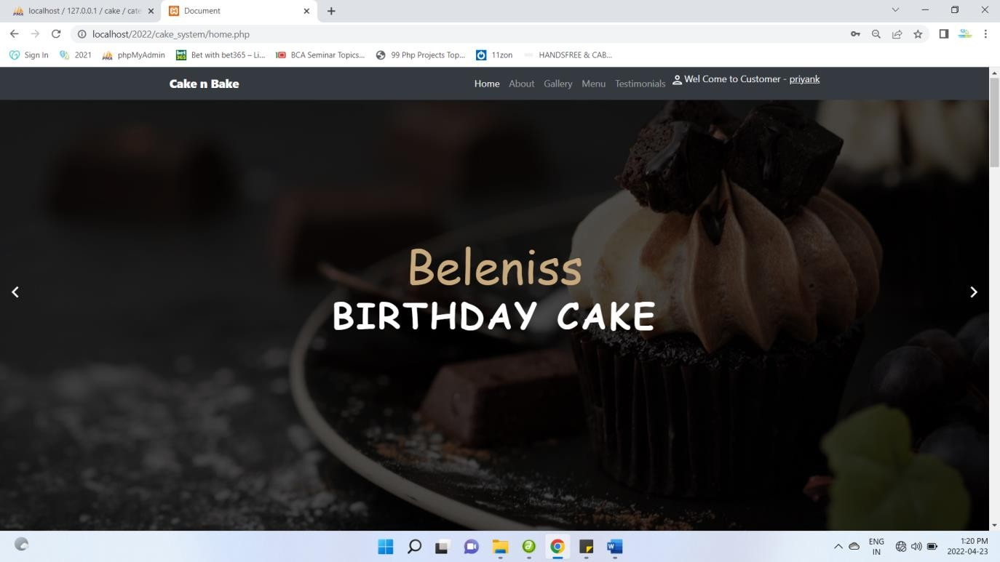 localhost / 127.0.0.1 / cake / cate
Document
localhost/2022/cake_system/home.php
Sign In 2021 phpMyAdmin Bet with bet365 – Li... BCA Seminar Topics... 99 Php Projects Top... 11zon HANDSFREE & CAB...
Cake n Bake Home About Gallery Menu Testimonials Wel Come to Customer - priyank
Beleniss
BIRTHDAY CAKE
ENG
IN
1:20 PM
2022-04-23